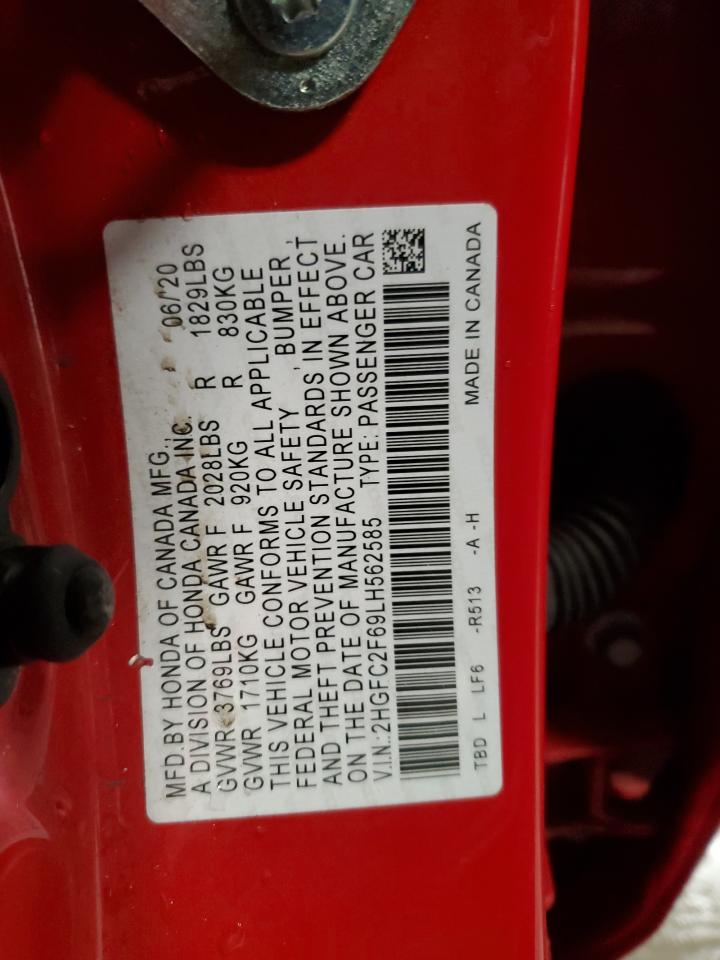 MFD.BY HONDA OF CANADA MFG., 06/20
A DIVISION OF HONDA CANADA INC.
GVWR 3769LBS GAWR F 2028LBS R 1829LBS
GVWR 1710KG GAWR F 920KG R 830KG
THIS VEHICLE CONFORMS TO ALL APPLICABLE
FEDERAL MOTOR VEHICLE SAFETY , BUMPER ,
AND THEFT PREVENTION STANDARDS IN EFFECT
ON THE DATE OF MANUFACTURE SHOWN ABOVE.
V.I.N.:2HGFC2F69LH562585 TYPE: PASSENGER CAR
TBD L LF6 -R513 -A -H MADE IN CANADA